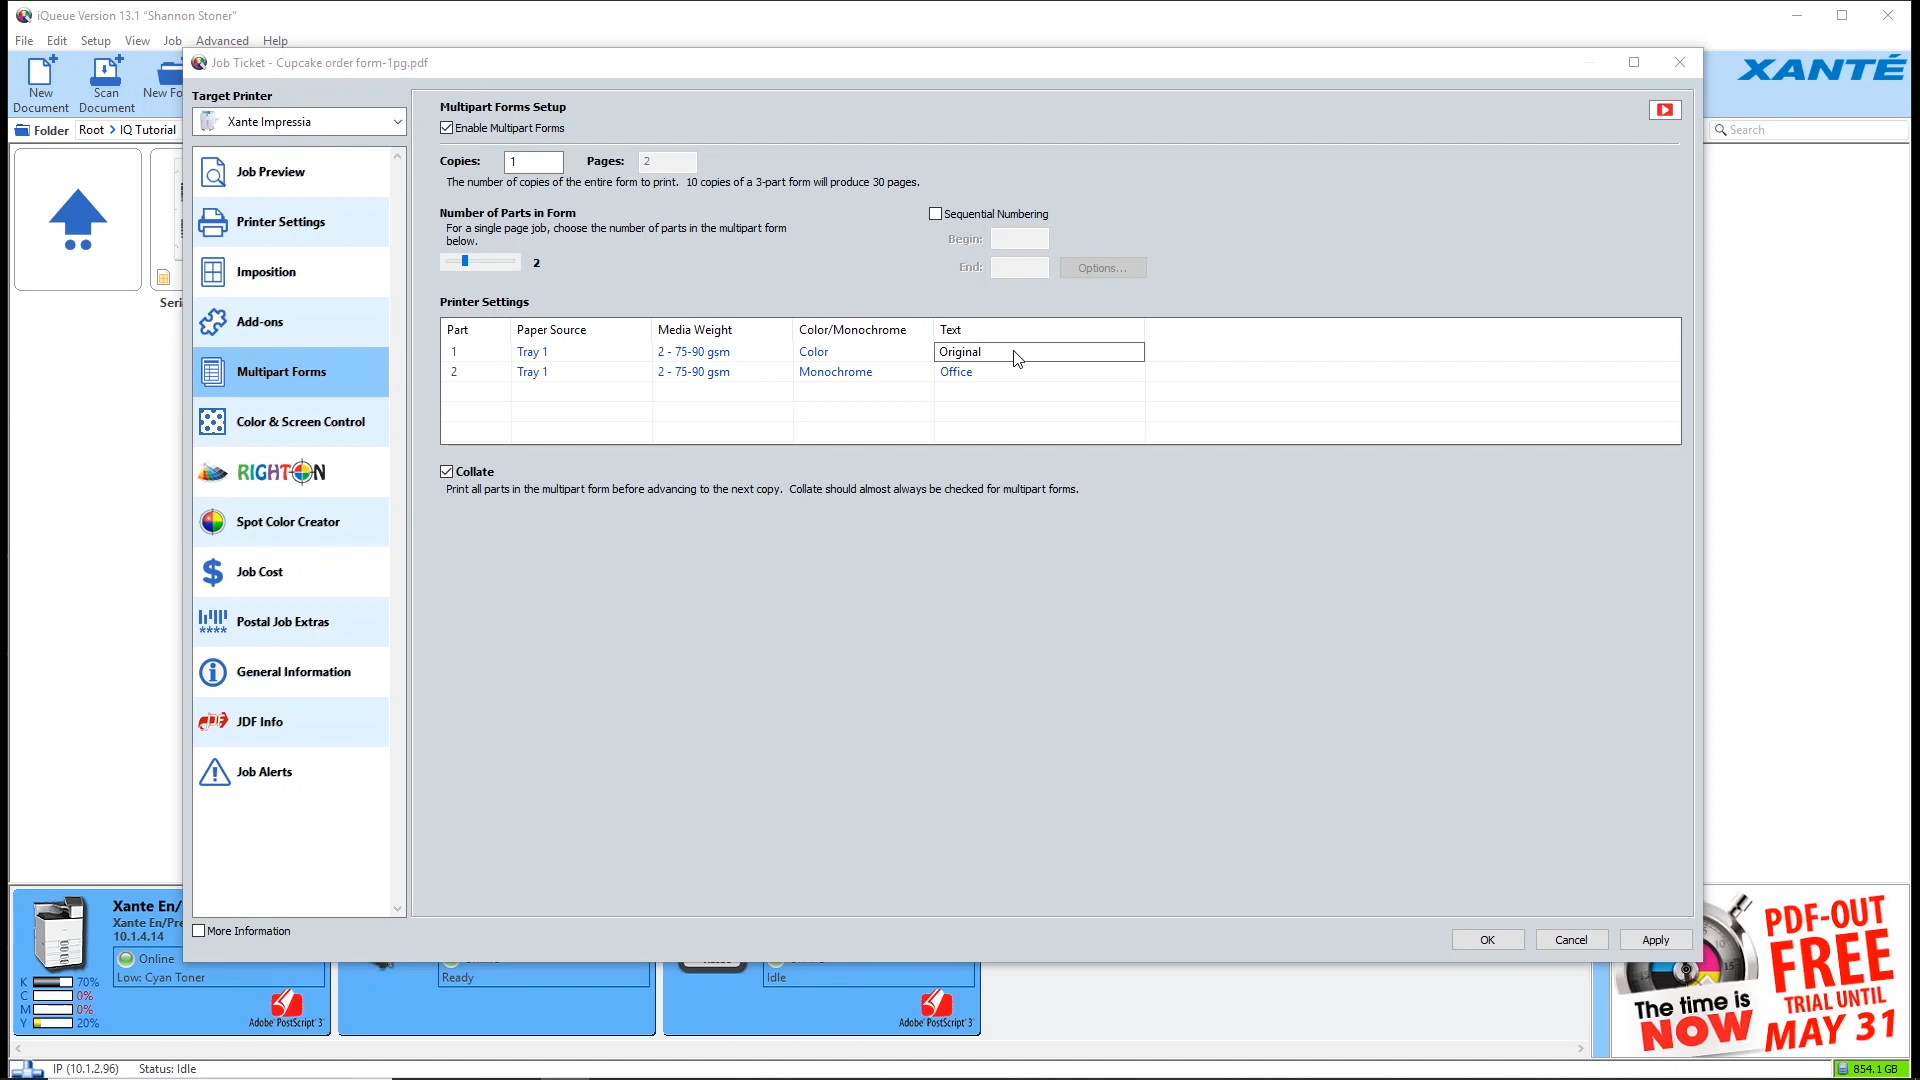 iQueue Version 13.1 "Shannon Stoner"
File Edit Setup View Job Advanced Help
New Document
Scan Document
New Fo
XANTÉ
Folder Root > IQ Tutorial
Search
Seri
Job Ticket - Cupcake order form-1pg.pdf
Target Printer
Xante Impressia
Job Preview
Printer Settings
Imposition
Add-ons
Multipart Forms
Color & Screen Control
RIGHTON
Spot Color Creator
$ Job Cost
Postal Job Extras
General Information
JDF Info
Job Alerts
More Information
Multipart Forms Setup
Enable Multipart Forms
Copies: 1 Pages: 2
The number of copies of the entire form to print. 10 copies of a 3-part form will produce 30 pages.
Number of Parts in Form
For a single page job, choose the number of parts in the multipart form
below.
2
Sequential Numbering
Begin:
End:
Options...
Printer Settings
Part Paper Source Media Weight Color/Monochrome Text
1 Tray 1 2 - 75-90 gsm Color Original
2 Tray 1 2 - 75-90 gsm Monochrome Office
Collate
Print all parts in the multipart form before advancing to the next copy. Collate should almost always be checked for multipart forms.
OK Cancel Apply
Xante En/
Xante En/Pre
10.1.4.14
Online
Low: Cyan Toner
K 70%
C 0%
M 0%
Y 20%
Adobe PostScript 3
Ready
Idle
Adobe PostScript 3
PDF-OUT
FREE
TRIAL UNTIL
MAY 31
The time is
NOW
IP (10.1.2.96) Status: Idle
854.1 GB